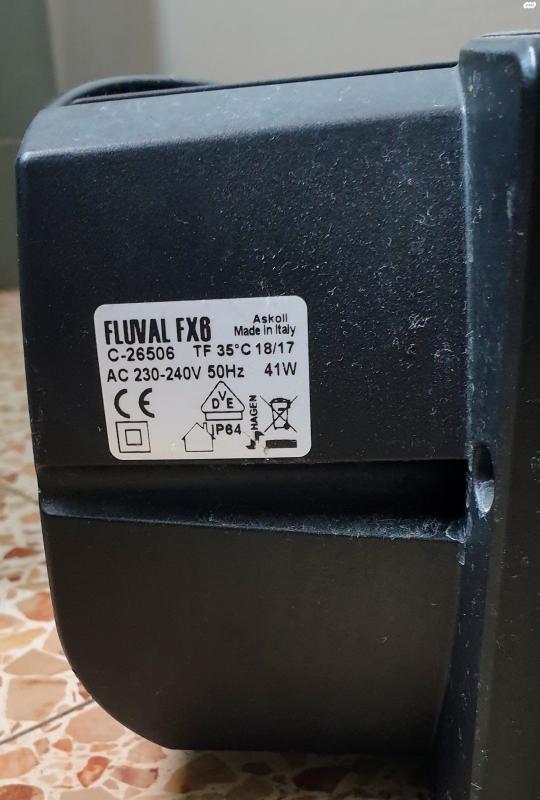 FLUVAL FX6
Askoll
Made in Italy
C-26506 TF 35°C 18/17
AC 230-240V 50Hz 41W
CE
DVE
IP64
HAGEN